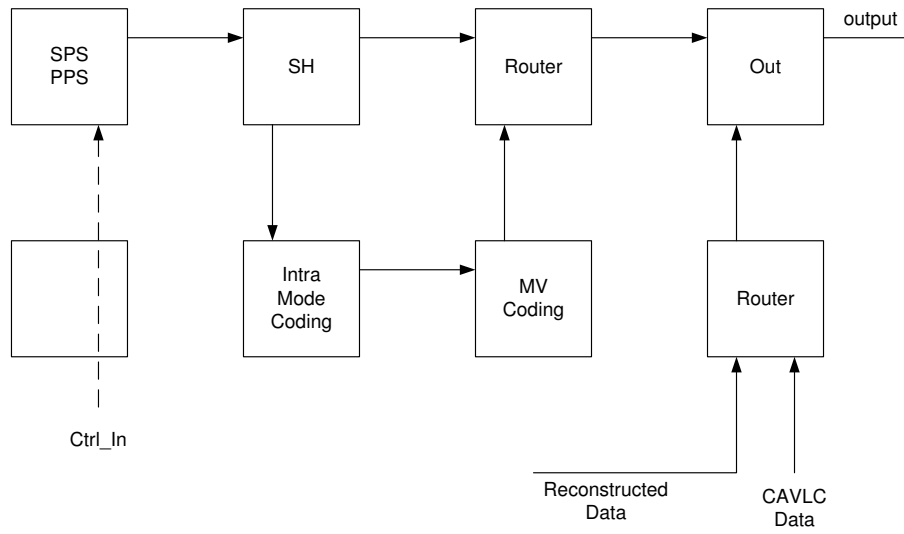 output
SPS
PPS
SH
Router
Out
Intra
Mode
Coding
MV
Coding
Router
Ctrl_In
Reconstructed
Data
CAVLC
Data